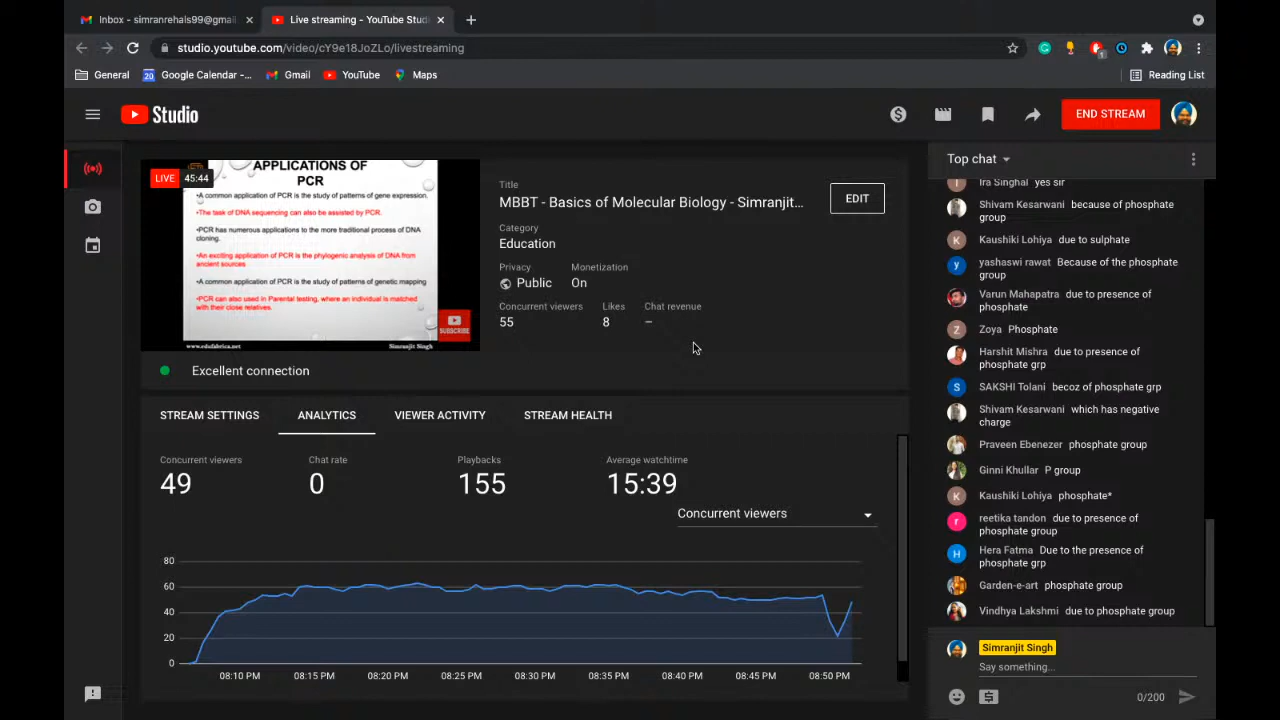 Inbox - simranrehals99@gmail
Live streaming - YouTube Studi
studio.youtube.com/video/cY9e18JoZLo/livestreaming
General
20
Google Calendar -...
Gmail
YouTube
Maps
1
Reading List
Studio
END STREAM
LIVE 45:44
APPLICATIONS OF
PCR
•A common application of PCR is the study of patterns of gene expression.
•The task of DNA sequencing can also be assisted by PCR.
•PCR has numerous applications to the more traditional process of DNA
cloning.
•An exciting application of PCR is the phylogenic analysis of DNA from
ancient sources
•A common application of PCR is the study of patterns of genetic mapping
•PCR can also used in Parental testing, where an individual is matched
with their close relatives.
SUBSCRIBE
www.edufabrica.net
Simranjit Singh
Title
MBBT - Basics of Molecular Biology - Simranjit...
EDIT
Category
Education
Privacy
Monetization
Public
On
Concurrent viewers
Likes
Chat revenue
55
8
–
Excellent connection
STREAM SETTINGS
ANALYTICS
VIEWER ACTIVITY
STREAM HEALTH
Concurrent viewers
Chat rate
Playbacks
Average watchtime
49
0
155
15:39
Concurrent viewers
80
60
40
20
0
08:10 PM
08:15 PM
08:20 PM
08:25 PM
08:30 PM
08:35 PM
08:40 PM
08:45 PM
08:50 PM
Top chat
I
Ira Singhal yes sir
Shivam Kesarwani because of phosphate
group
K
Kaushiki Lohiya due to sulphate
y
yashaswi rawat Because of the phosphate
group
Varun Mahapatra due to presence of
phosphate
Z
Zoya Phosphate
Harshit Mishra due to presence of
phosphate grp
S
SAKSHI Tolani becoz of phosphate grp
Shivam Kesarwani which has negative
charge
Praveen Ebenezer phosphate group
Ginni Khullar P group
K
Kaushiki Lohiya phosphate*
r
reetika tandon due to presence of
phosphate group
H
Hera Fatma Due to the presence of
phosphate grp
Garden-e-art phosphate group
Vindhya Lakshmi due to phosphate group
Simranjit Singh
Say something...
0/200